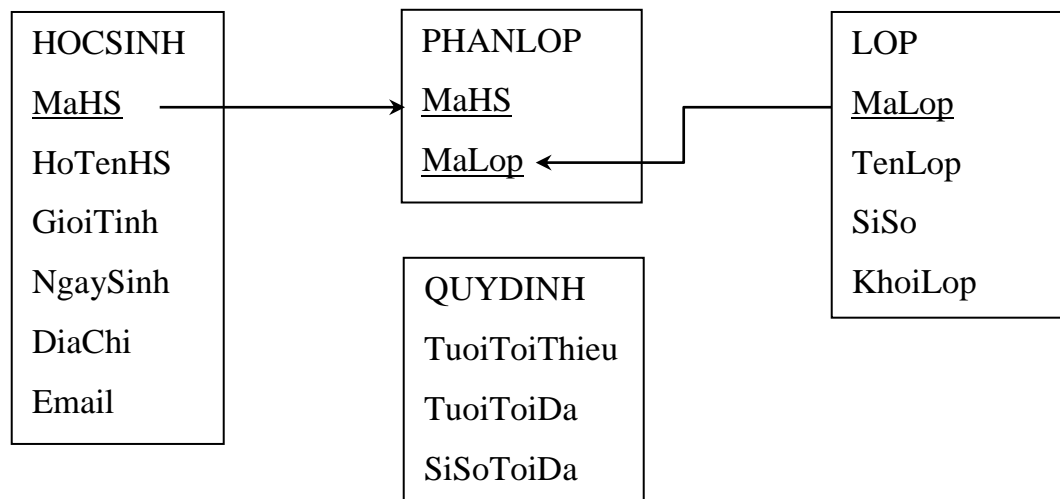 HOCSINH
MaHS
HoTenHS
GioiTinh
NgaySinh
DiaChi
Email
PHANLOP
MaHS
MaLop
QUYDINH
TuoiToiThieu
TuoiToiDa
SiSoToiDa
LOP
MaLop
TenLop
SiSo
KhoiLop